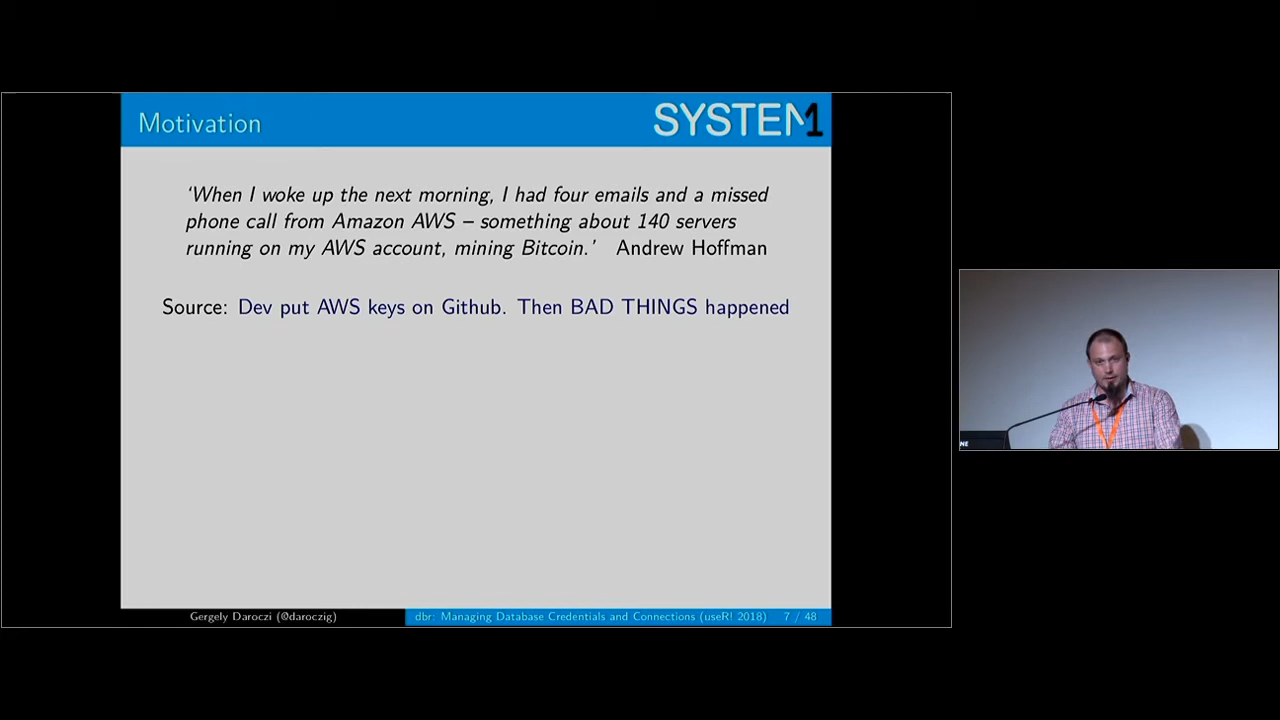 Motivation
SYSTEM1
‘When I woke up the next morning, I had four emails and a missed
phone call from Amazon AWS – something about 140 servers
running on my AWS account, mining Bitcoin.’ Andrew Hoffman
Source: Dev put AWS keys on Github. Then BAD THINGS happened
Gergely Daroczi (@daroczig)
dbr: Managing Database Credentials and Connections (useR! 2018) 7 / 48
NE